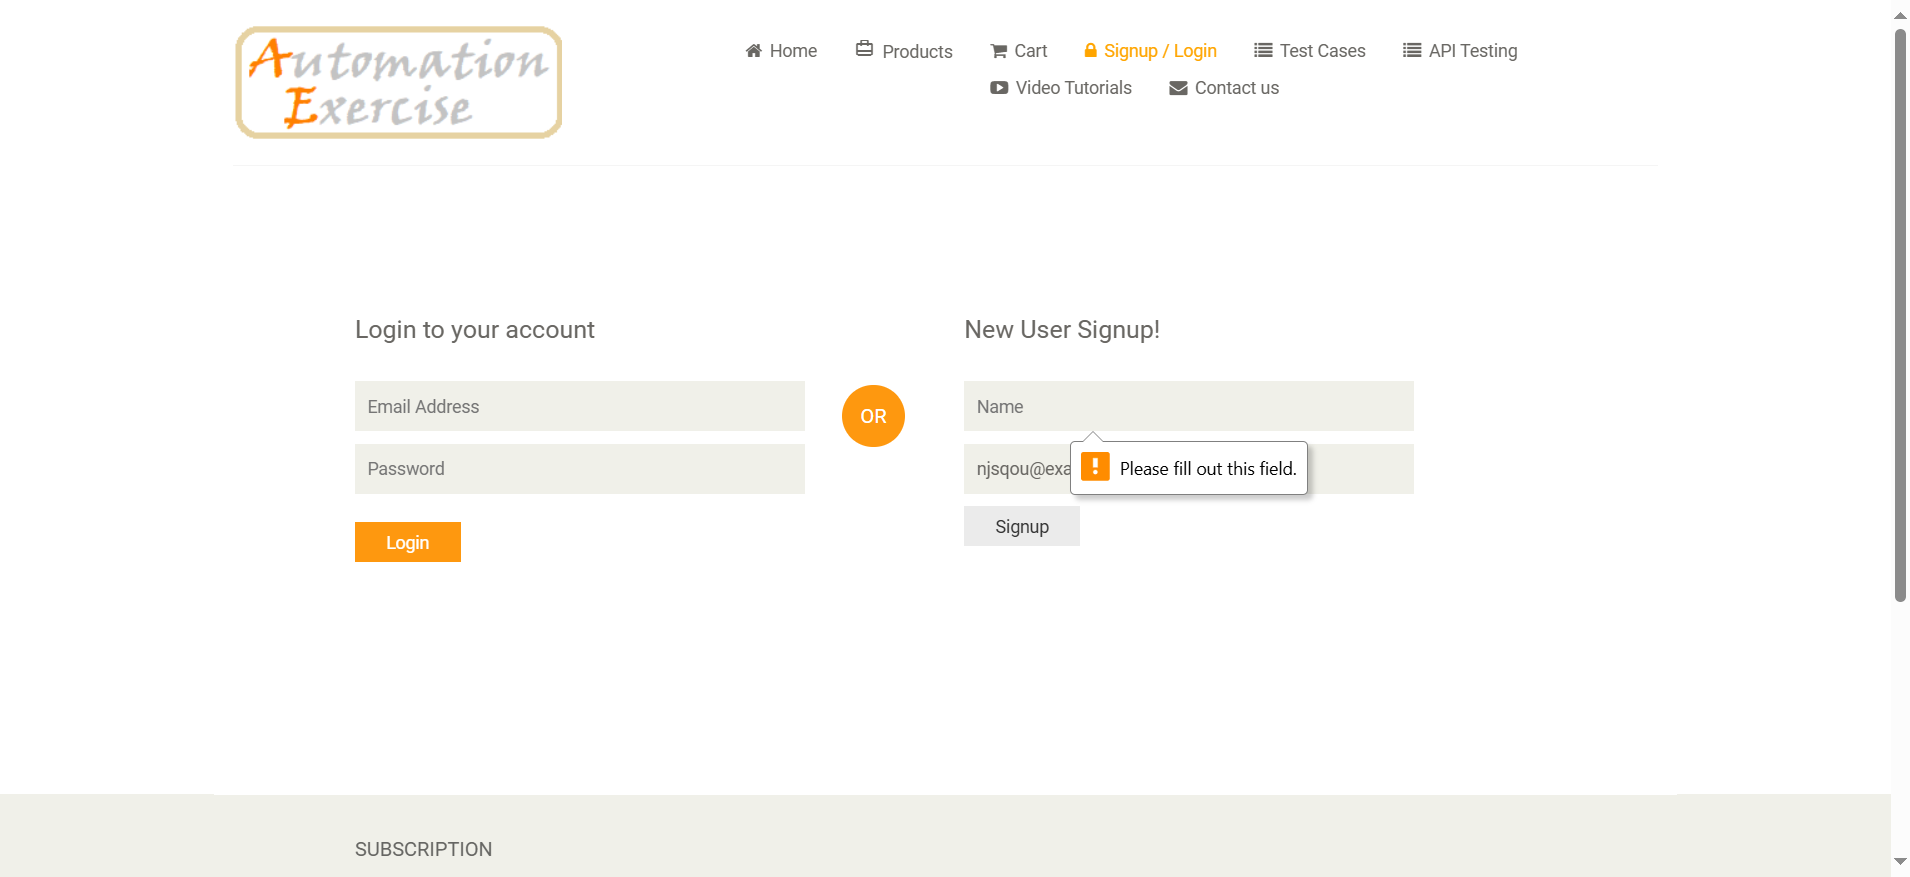 Automation
Exercise
Home
Products
Cart
Signup / Login
Test Cases
API Testing
Video Tutorials
Contact us
Login to your account
Email Address
Password
Login
OR
New User Signup!
Name
njsqou@exa
Please fill out this field.
Signup
SUBSCRIPTION